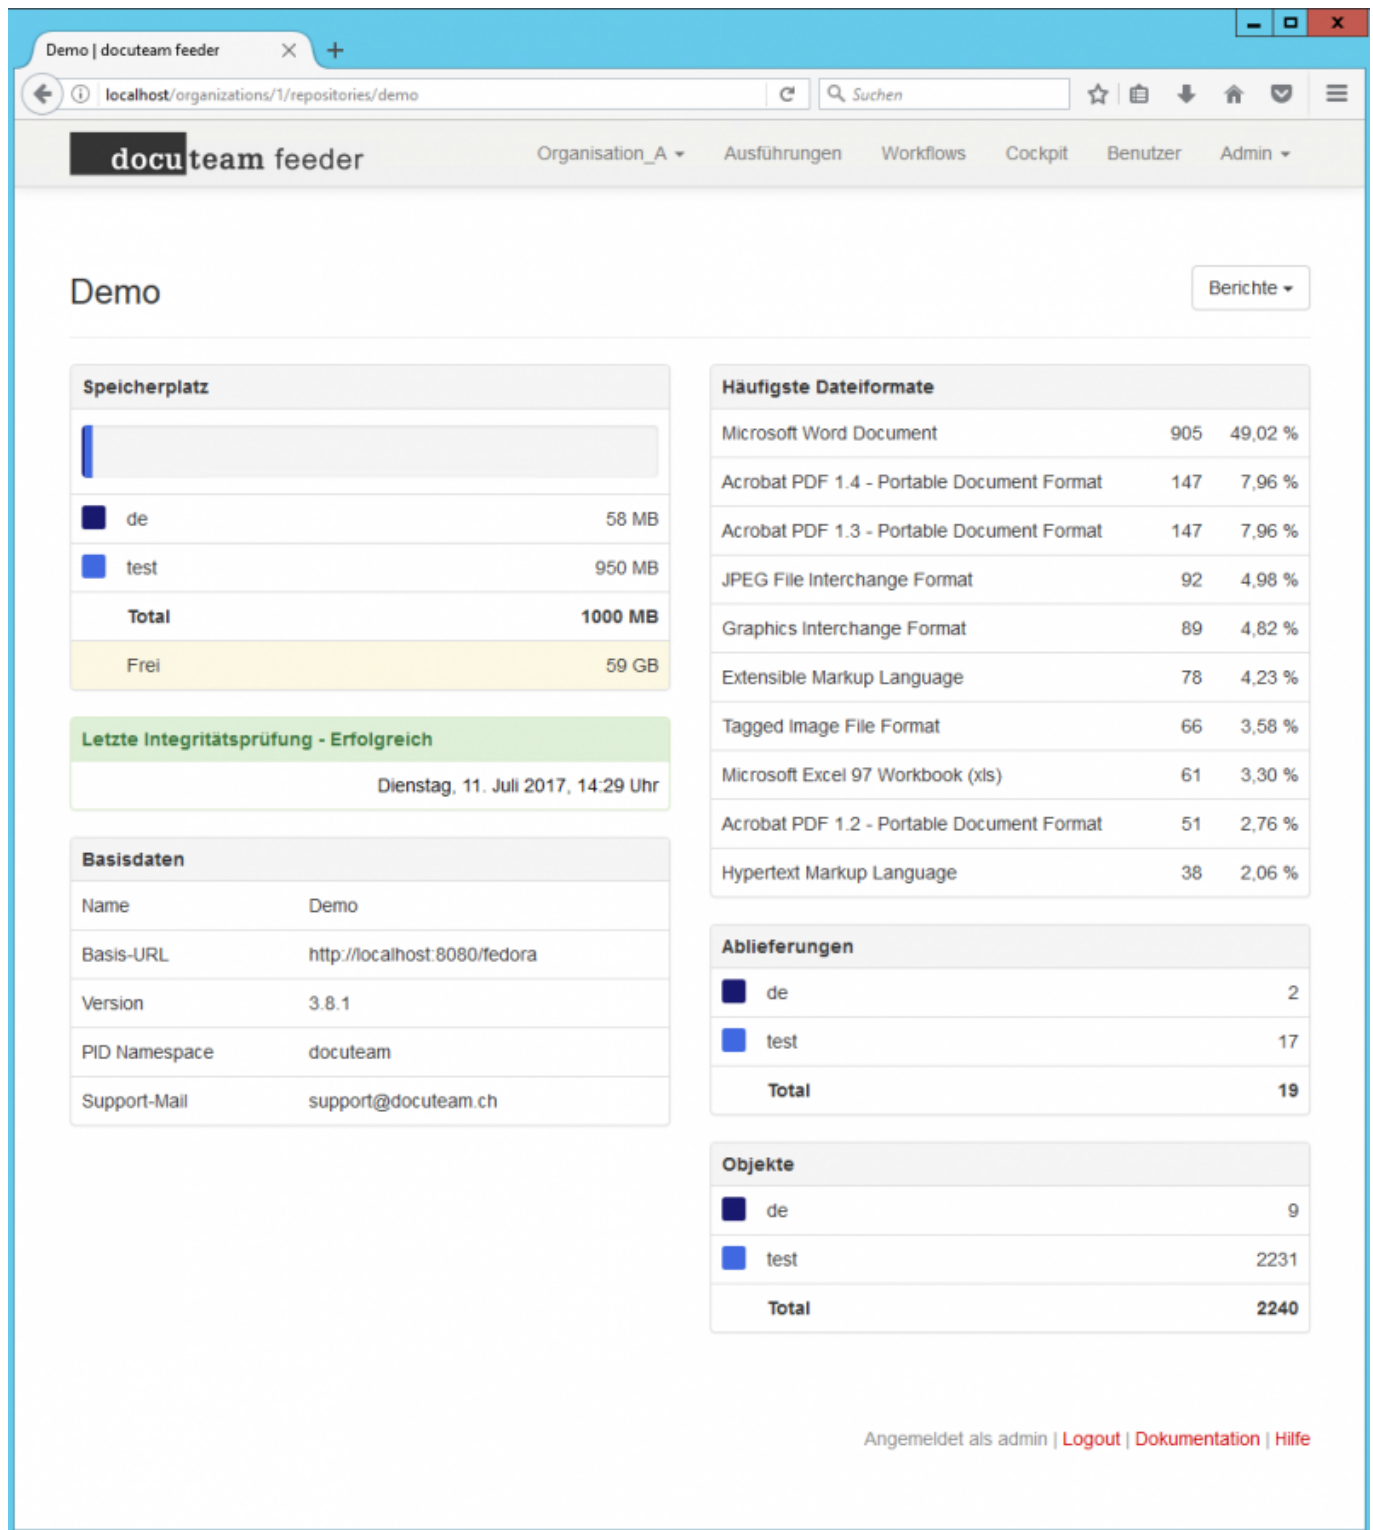 Demo | docuteam feeder
localhost/organizations/1/repositories/demo
Suchen
docuteam feeder
Organisation_A Ausführungen Workflows Cockpit Benutzer Admin
Demo
Berichte
Speicherplatz
de 58 MB
test 950 MB
Total 1000 MB
Frei 59 GB
Letzte Integritätsprüfung - Erfolgreich
Dienstag, 11. Juli 2017, 14:29 Uhr
Basisdaten
Name Demo
Basis-URL http://localhost:8080/fedora
Version 3.8.1
PID Namespace docuteam
Support-Mail support@docuteam.ch
Häufigste Dateiformate
Microsoft Word Document 905 49,02 %
Acrobat PDF 1.4 - Portable Document Format 147 7,96 %
Acrobat PDF 1.3 - Portable Document Format 147 7,96 %
JPEG File Interchange Format 92 4,98 %
Graphics Interchange Format 89 4,82 %
Extensible Markup Language 78 4,23 %
Tagged Image File Format 66 3,58 %
Microsoft Excel 97 Workbook (xls) 61 3,30 %
Acrobat PDF 1.2 - Portable Document Format 51 2,76 %
Hypertext Markup Language 38 2,06 %
Ablieferungen
de 2
test 17
Total 19
Objekte
de 9
test 2231
Total 2240
Angemeldet als admin | Logout | Dokumentation | Hilfe